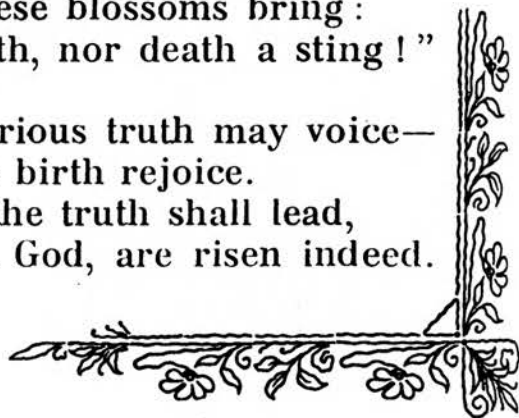 ese blossoms bring :
th, nor death a sting ! "
rious truth may voice—
birth rejoice.
he truth shall lead,
God, are risen indeed.